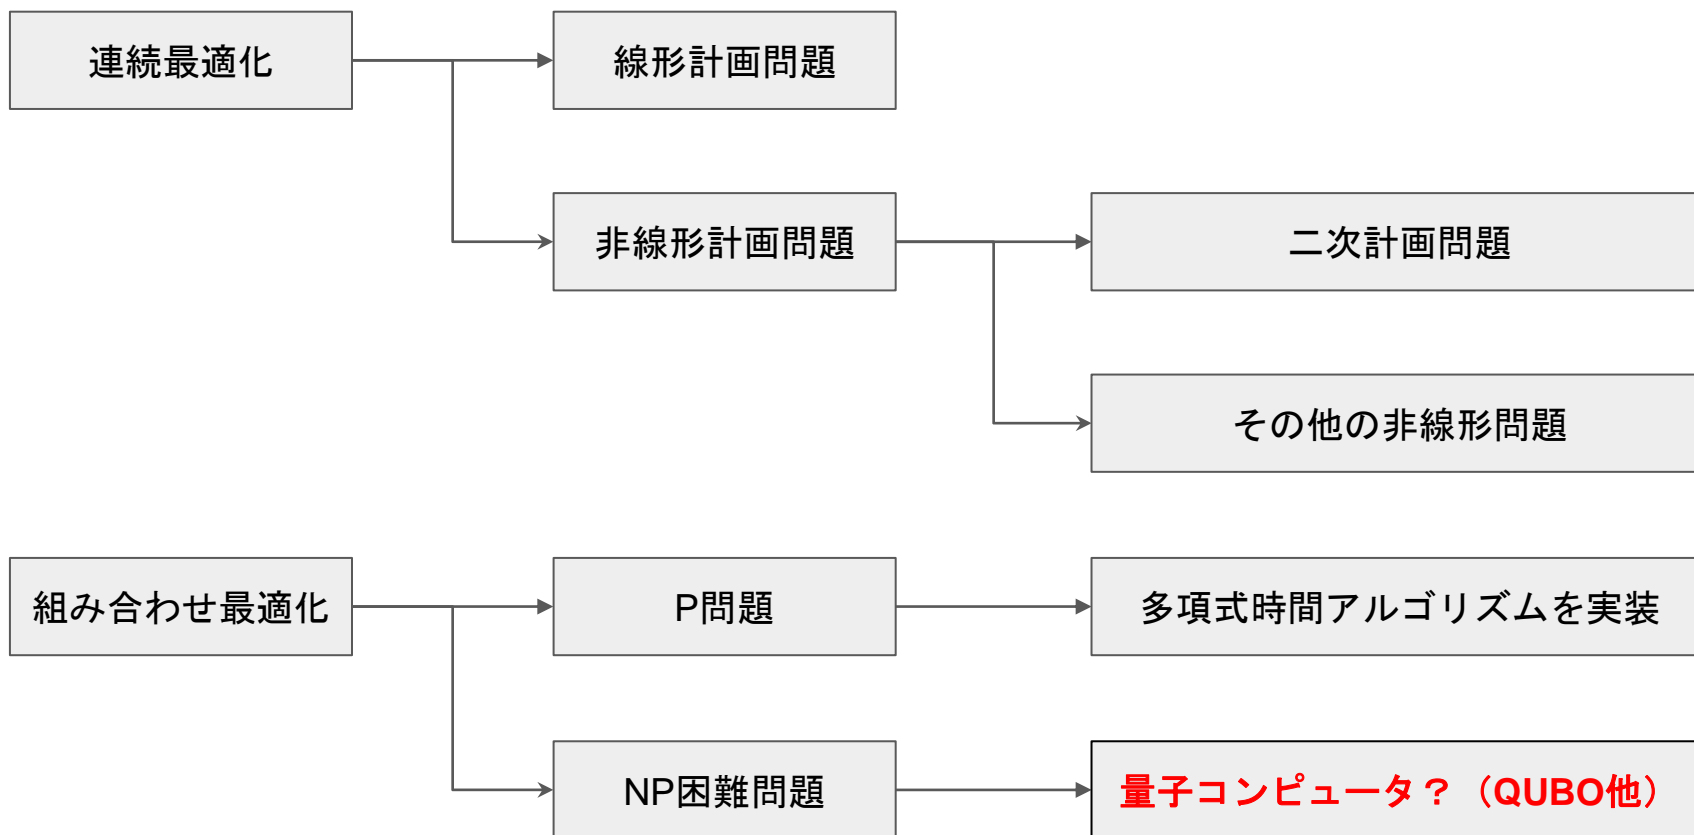 連続最適化
線形計画問題
非線形計画問題
二次計画問題
その他の非線形問題
組み合わせ最適化
P問題
多項式時間アルゴリズムを実装
NP困難問題
量子コンピュータ？（QUBO他）